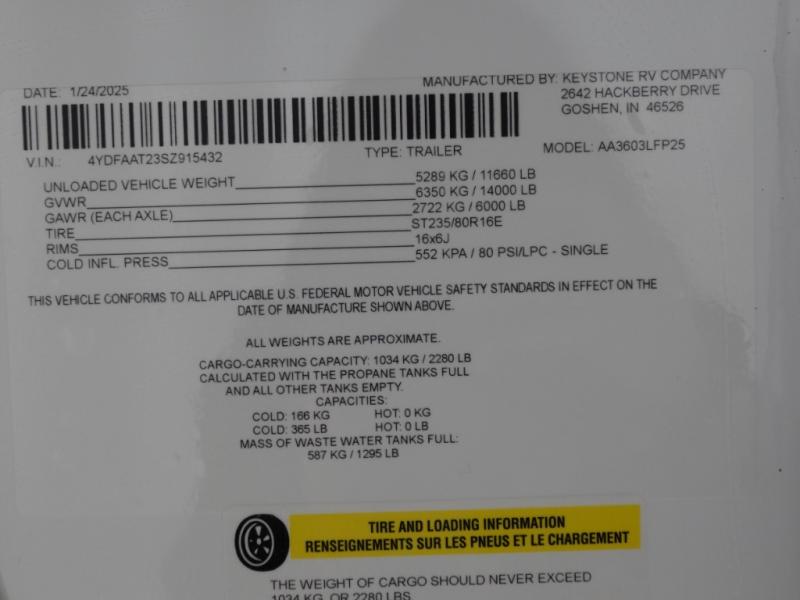 DATE: 1/24/2025
MANUFACTURED BY: KEYSTONE RV COMPANY
2642 HACKBERRY DRIVE
GOSHEN, IN 46526
V.I.N.: 4YDFAAT23SZ915432 TYPE: TRAILER MODEL: AA3603LFP25
UNLOADED VEHICLE WEIGHT 5289 KG / 11660 LB
GVWR 6350 KG / 14000 LB
GAWR (EACH AXLE) 2722 KG / 6000 LB
TIRE ST235/80R16E
RIMS 16x6J
COLD INFL. PRESS 552 KPA / 80 PSI/LPC - SINGLE
THIS VEHICLE CONFORMS TO ALL APPLICABLE U.S. FEDERAL MOTOR VEHICLE SAFETY STANDARDS IN EFFECT ON THE
DATE OF MANUFACTURE SHOWN ABOVE.
ALL WEIGHTS ARE APPROXIMATE.
CARGO-CARRYING CAPACITY: 1034 KG / 2280 LB
CALCULATED WITH THE PROPANE TANKS FULL
AND ALL OTHER TANKS EMPTY.
CAPACITIES:
COLD: 166 KG HOT: 0 KG
COLD: 365 LB HOT: 0 LB
MASS OF WASTE WATER TANKS FULL:
587 KG / 1295 LB
TIRE AND LOADING INFORMATION
RENSEIGNEMENTS SUR LES PNEUS ET LE CHARGEMENT
THE WEIGHT OF CARGO SHOULD NEVER EXCEED
1034 KG. OR 2280 LBS.